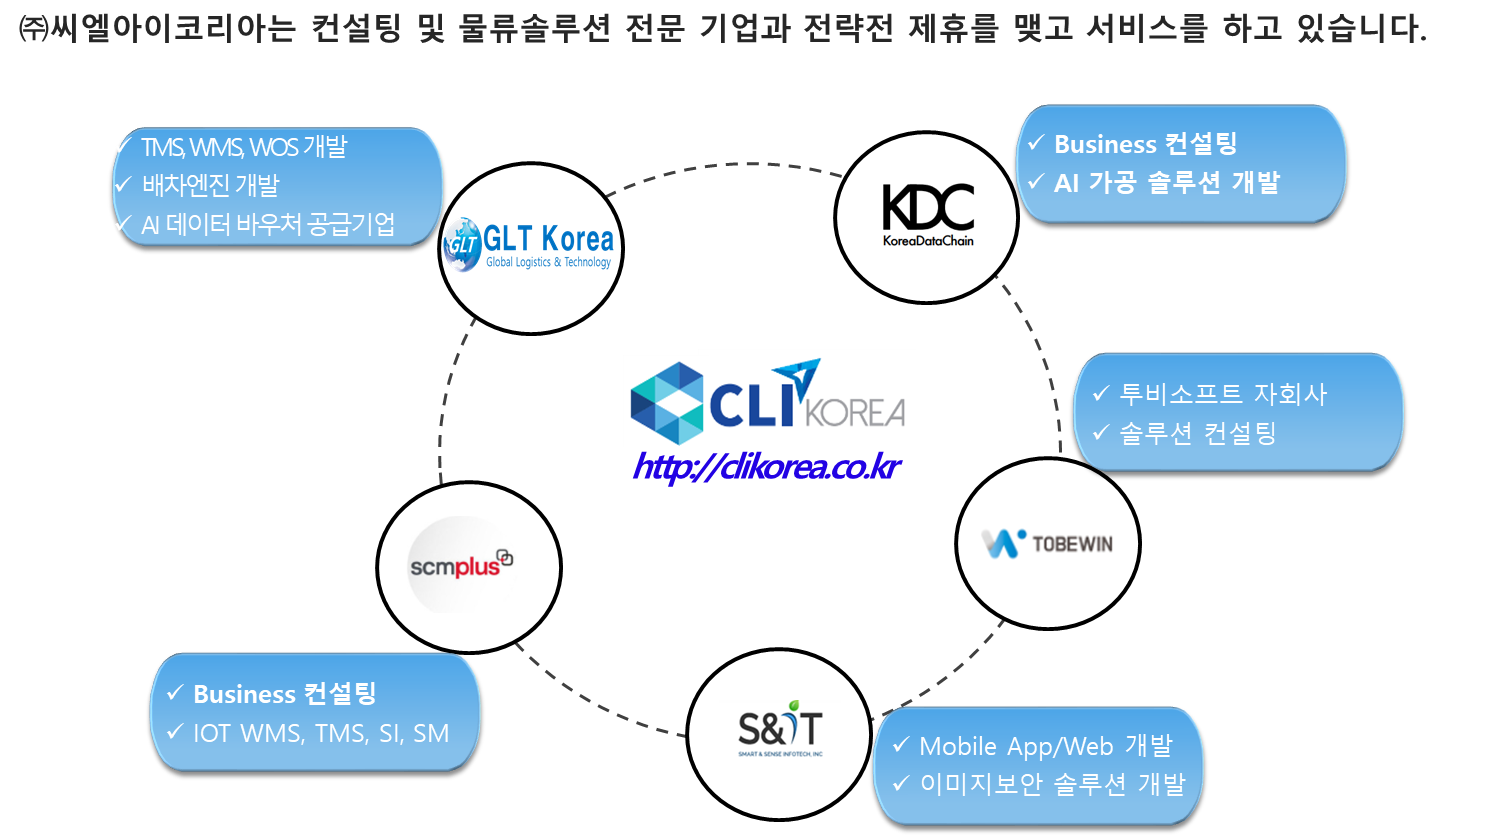 ㈜씨엘아이코리아는 컨설팅 및 물류솔루션 전문 기업과 전략전 제휴를 맺고 서비스를 하고 있습니다.
TMS, WMS, WOS 개발
배차엔진 개발
AI 데이터 바우처 공급기업
GLT
GLT Korea
Global Logistics & Technology
KDC
KoreaDataChain
Business 컨설팅
AI 가공 솔루션 개발
CLI KOREA
http://clikorea.co.kr
투비소프트 자회사
솔루션 컨설팅
scmplus
TOBEWIN
Business 컨설팅
IOT WMS, TMS, SI, SM
S&iT
SMART & SENSE INFOTECH, INC
Mobile App/Web 개발
이미지보안 솔루션 개발